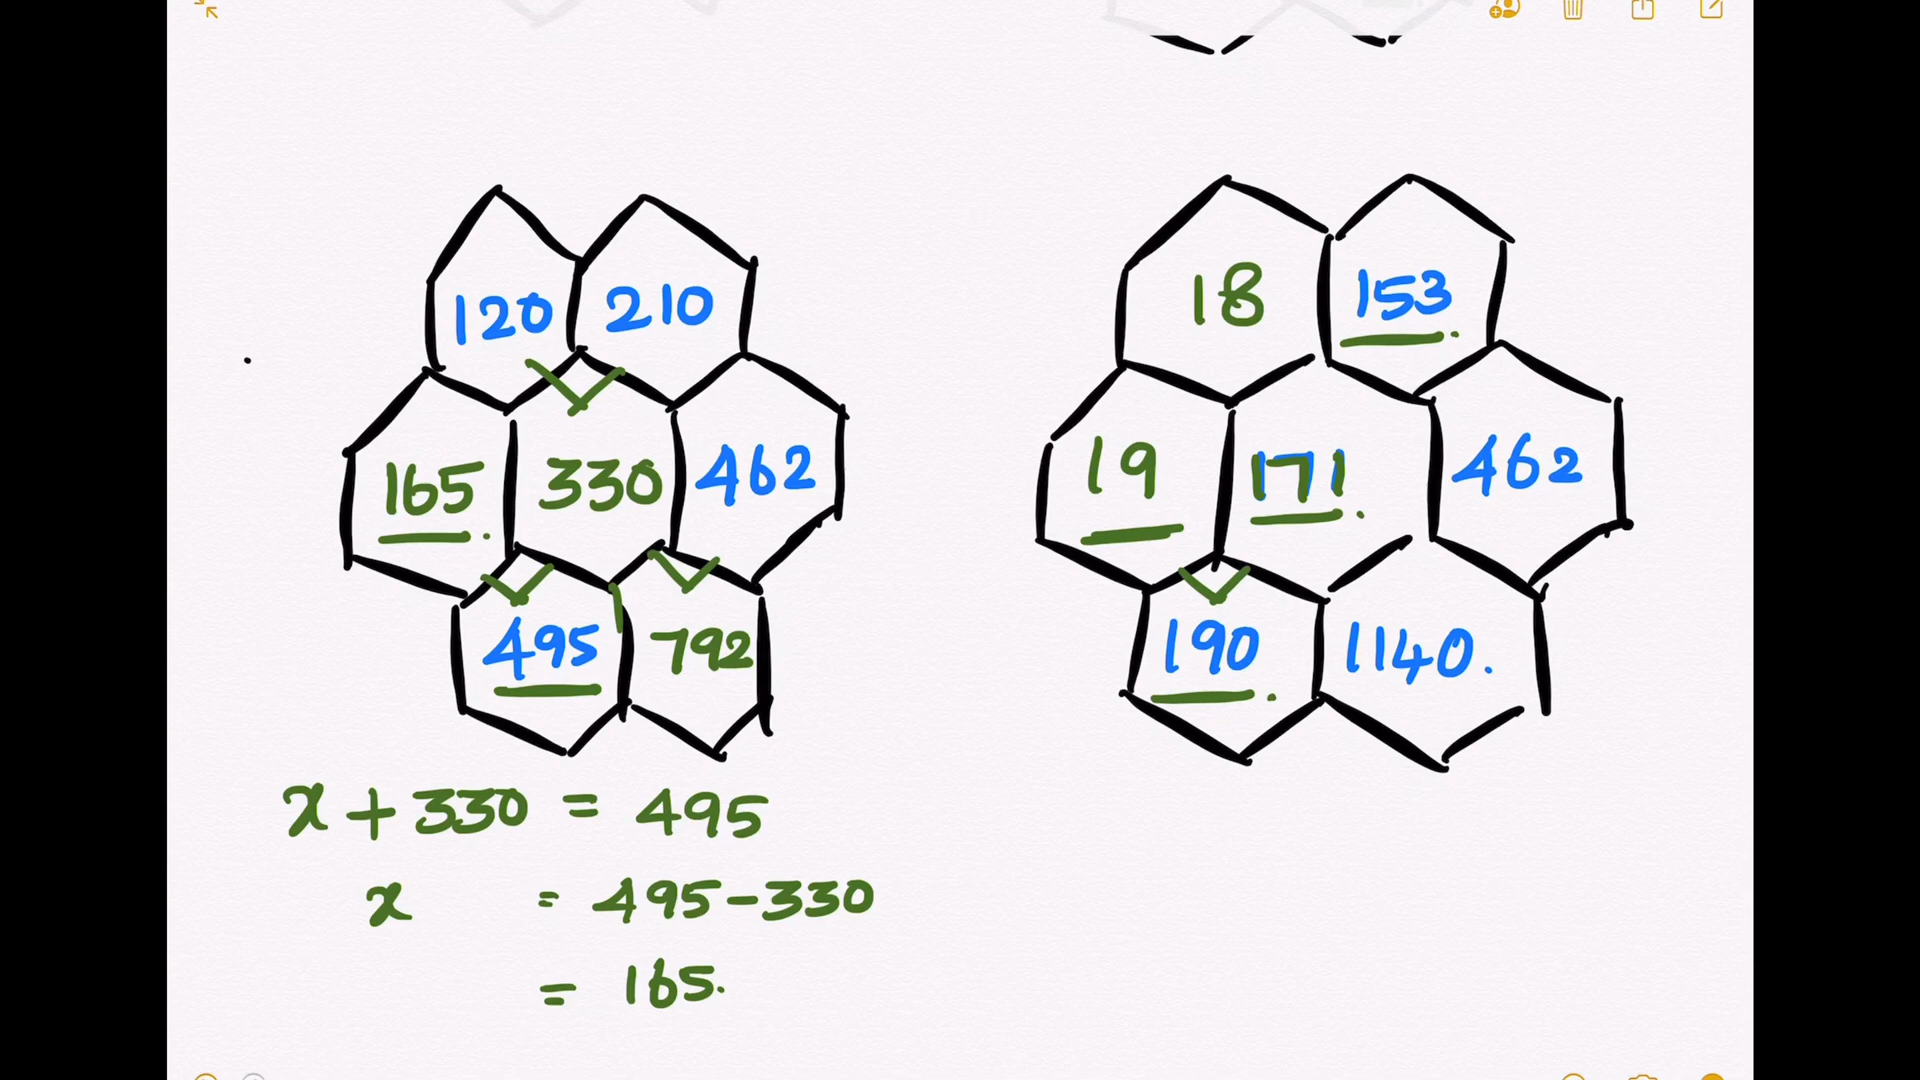 120 210
165 330 462
495 792
x + 330 = 495
x = 495 - 330
= 165.
18 153
19 171 462
190 1140.